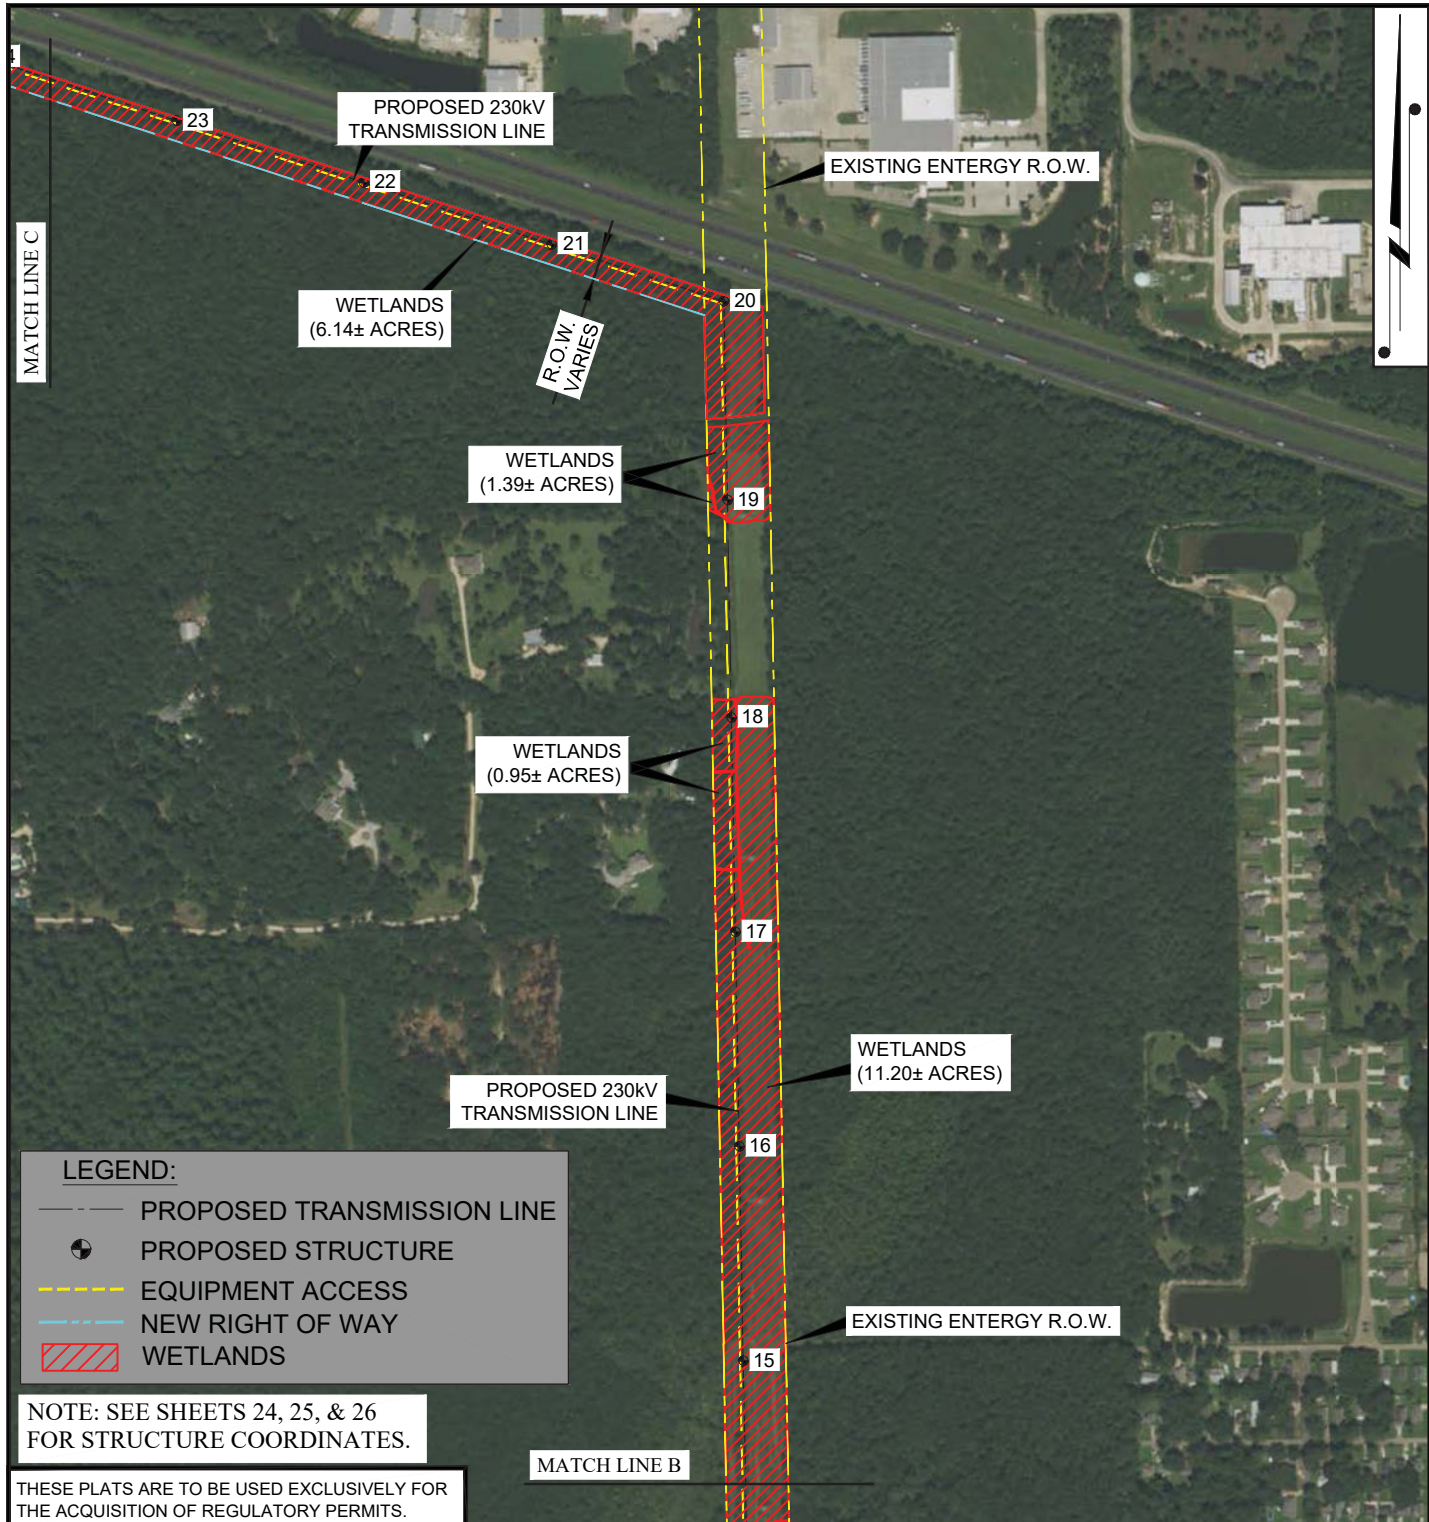 4
23
PROPOSED 230kV
TRANSMISSION LINE
22
EXISTING ENTERGY R.O.W.
MATCH LINE C
21
WETLANDS
(6.14± ACRES)
R.O.W.
VARIES
20
WETLANDS
(1.39± ACRES)
19
18
WETLANDS
(0.95± ACRES)
17
WETLANDS
(11.20± ACRES)
PROPOSED 230kV
TRANSMISSION LINE
16
LEGEND:
PROPOSED TRANSMISSION LINE
PROPOSED STRUCTURE
EQUIPMENT ACCESS
NEW RIGHT OF WAY
WETLANDS
EXISTING ENTERGY R.O.W.
15
NOTE: SEE SHEETS 24, 25, & 26
FOR STRUCTURE COORDINATES.
MATCH LINE B
THESE PLATS ARE TO BE USED EXCLUSIVELY FOR
THE ACQUISITION OF REGULATORY PERMITS.